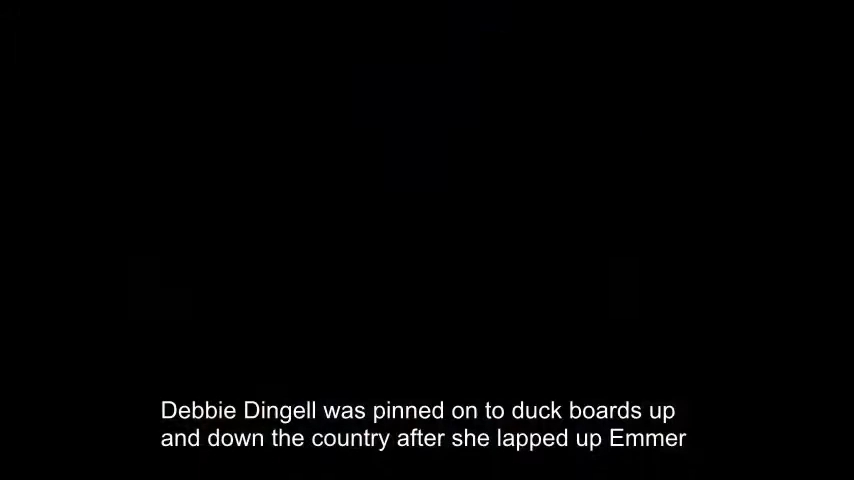 Debbie Dingell was pinned on to duck boards up
and down the country after she lapped up Emmer